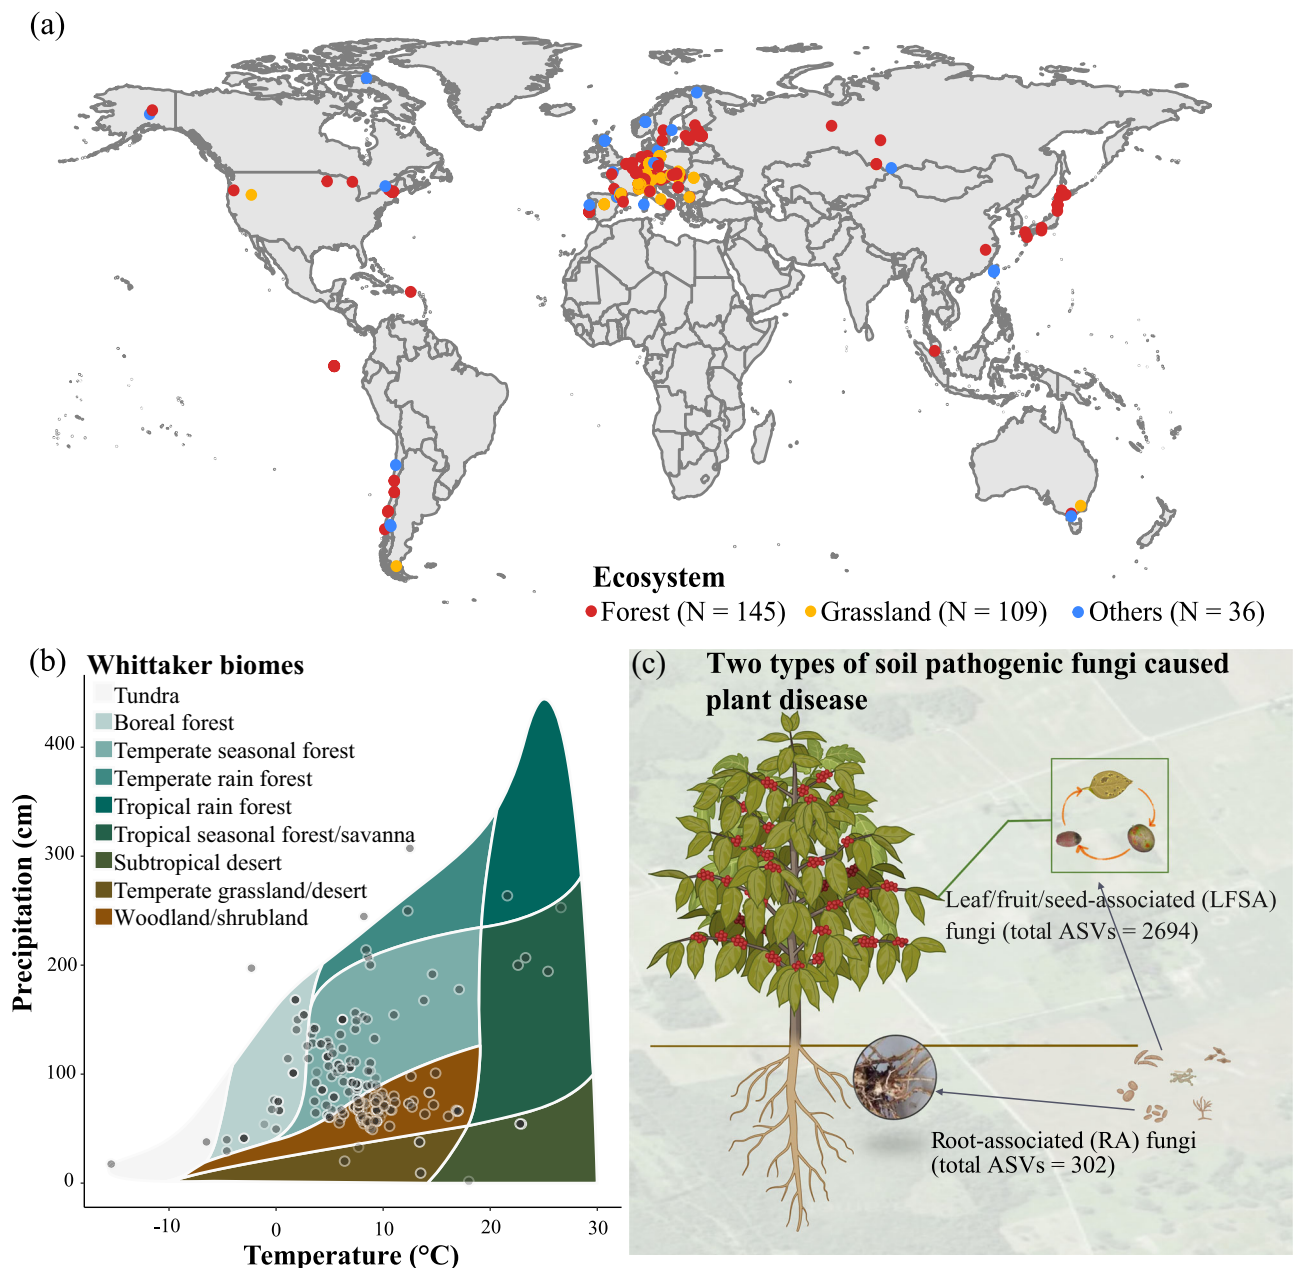 (a)
Ecosystem
Forest (N = 145) Grassland (N = 109) Others (N = 36)
(b) Whittaker biomes
Tundra
Boreal forest
Temperate seasonal forest
Temperate rain forest
Tropical rain forest
Tropical seasonal forest/savanna
Subtropical desert
Temperate grassland/desert
Woodland/shrubland
Precipitation (cm)
400
300
200
100
0
-10 0 10 20 30
Temperature (°C)
(c) Two types of soil pathogenic fungi caused
plant disease
Leaf/fruit/seed-associated (LFSA)
fungi (total ASVs = 2694)
Root-associated (RA) fungi
(total ASVs = 302)